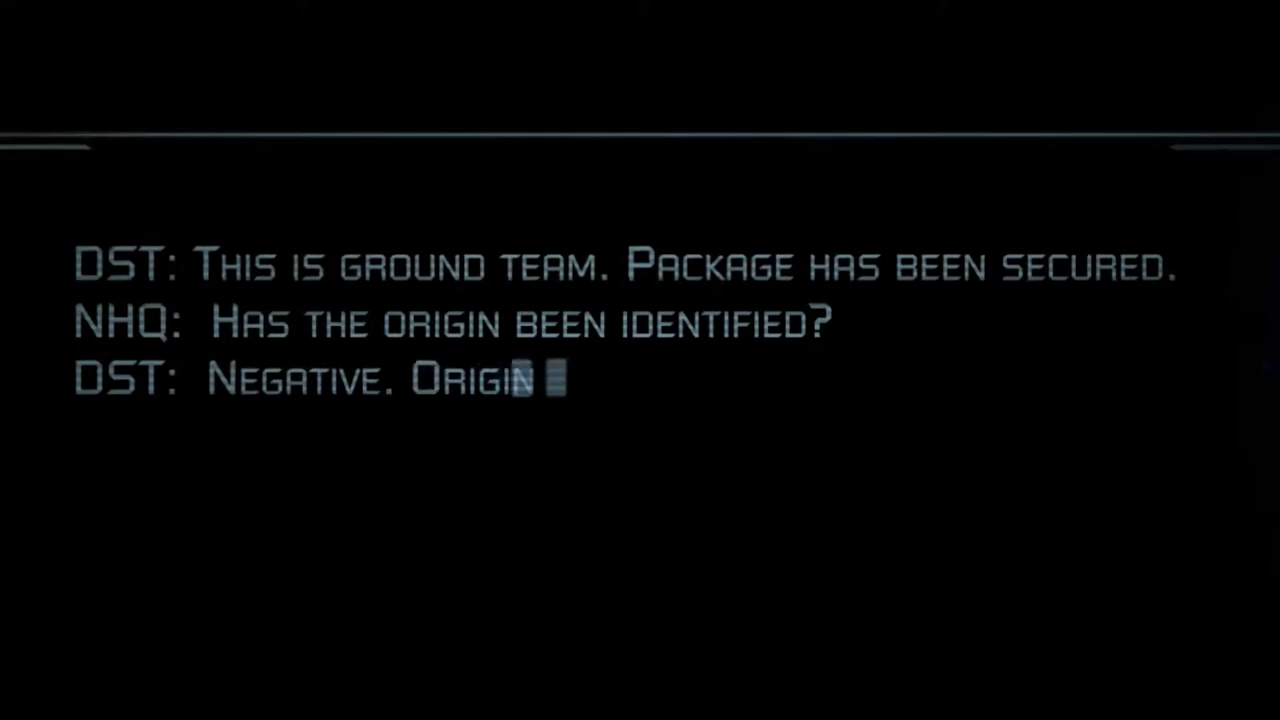 DST: This is ground team. Package has been secured.
NHQ: Has the origin been identified?
DST: Negative. Origin